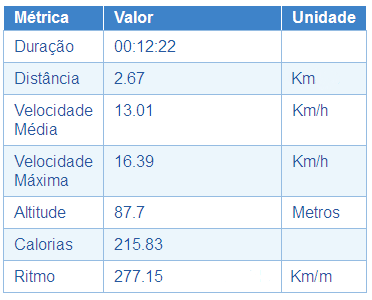 Métrica Valor Unidade
Duração 00:12:22
Distância 2.67 Km
Velocidade Média 13.01 Km/h
Velocidade Máxima 16.39 Km/h
Altitude 87.7 Metros
Calorias 215.83
Ritmo 277.15 Km/m